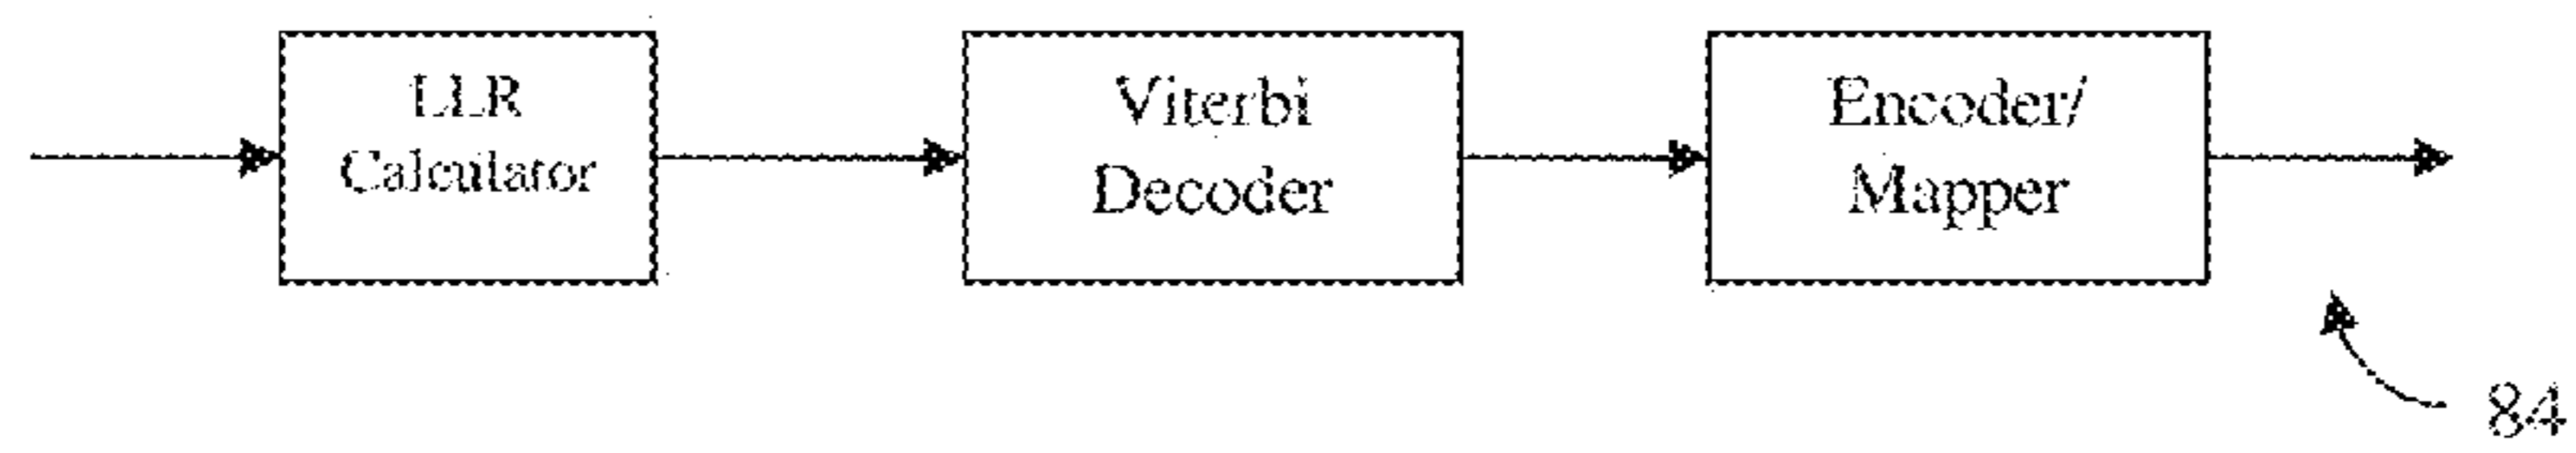 LLR
Calculator
Viterbi
Decoder
Encoder/
Mapper
84